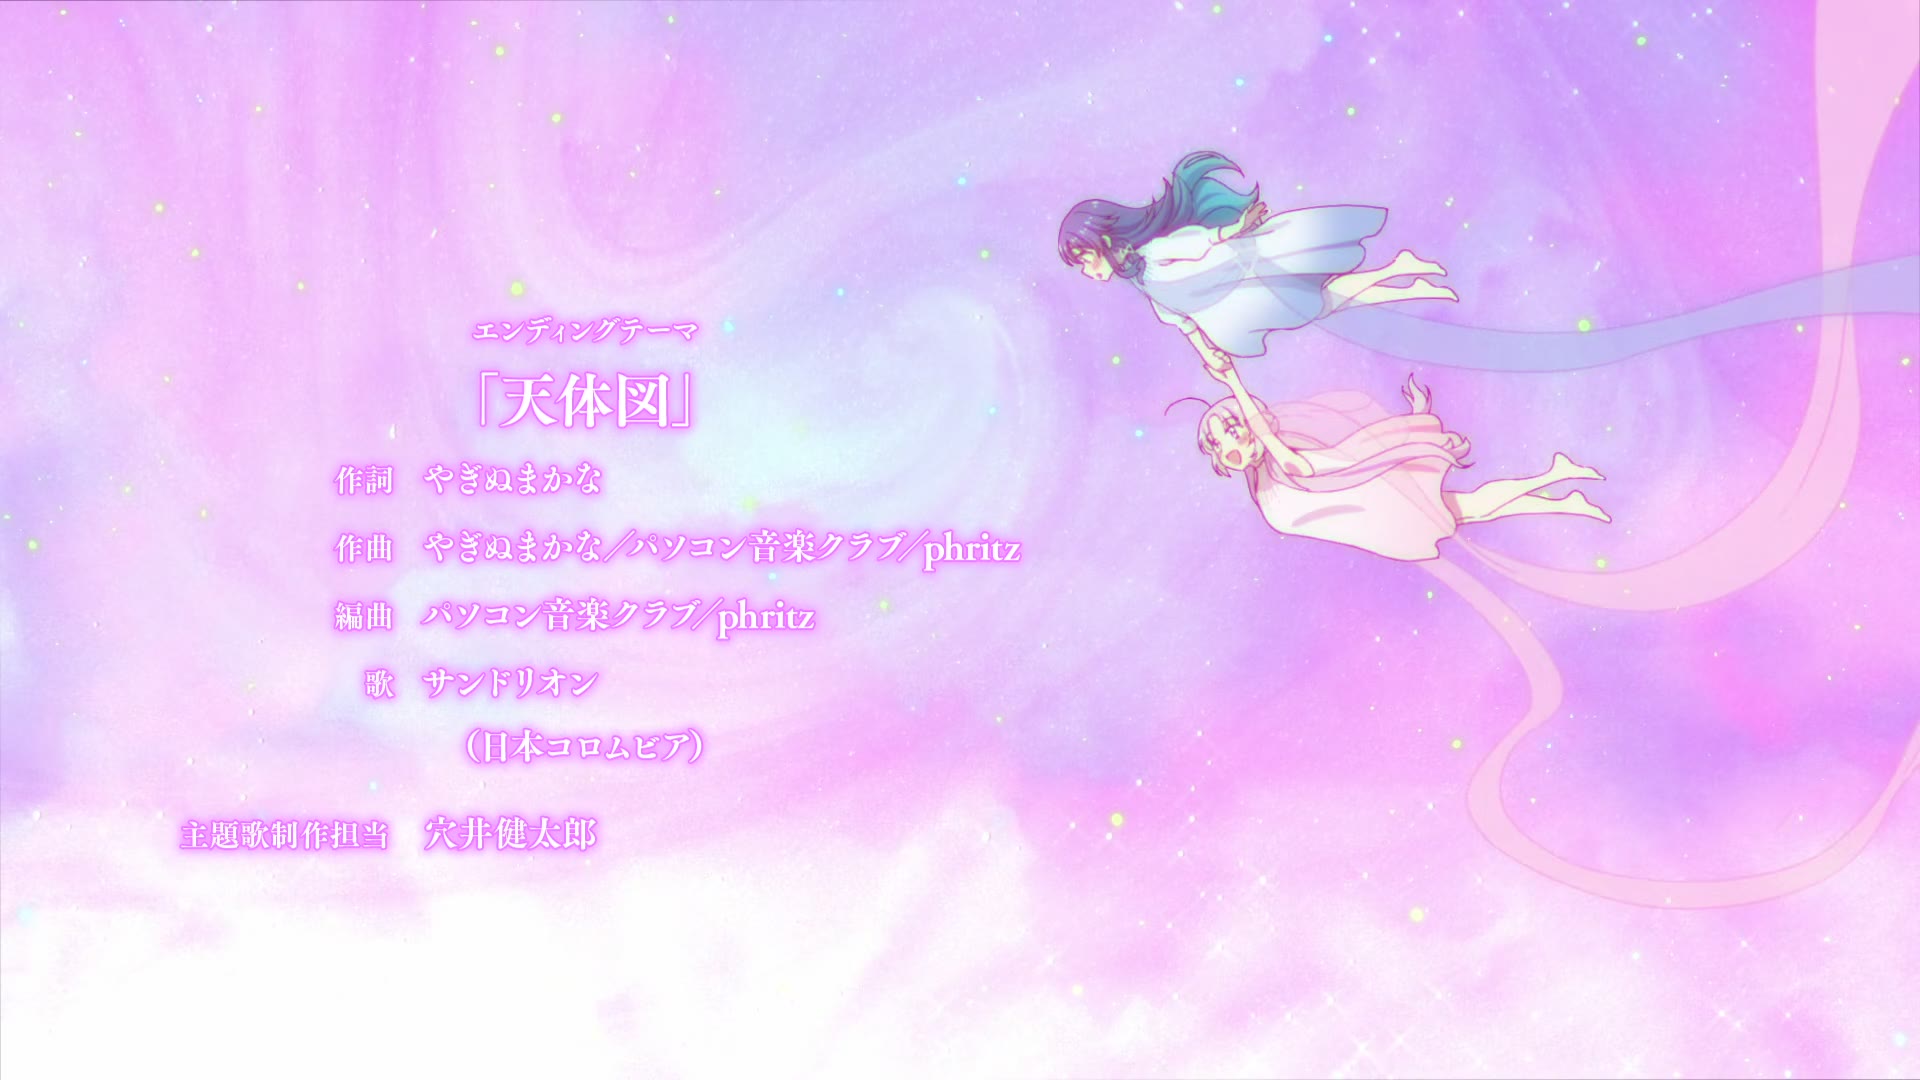 エンディングテーマ
「天体図」
作詞 やぎぬまかな
作曲 やぎぬまかな／パソコン音楽クラブ／phritz
編曲 パソコン音楽クラブ／phritz
歌 サンドリオン
（日本コロムビア）
主題歌制作担当 穴井健太郎